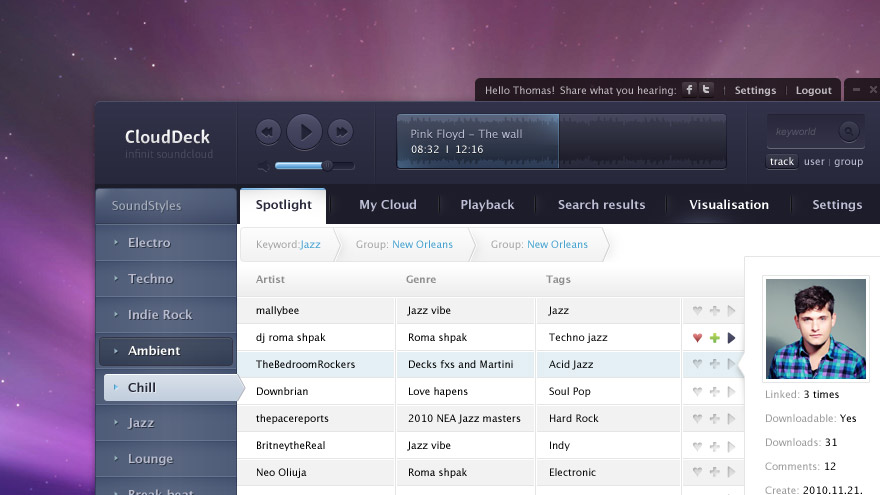 Hello Thomas! Share what you hearing: f t | Settings | Logout
CloudDeck
infinit soundcloud
Pink Floyd – The wall
08:32 | 12:16
keyword
track user | group
SoundStyles
Spotlight My Cloud Playback Search results Visualisation Settings
Electro
Techno
Indie Rock
Ambient
Chill
Jazz
Lounge
Break beat
Keyword:Jazz Group: New Orleans Group: New Orleans
Artist Genre Tags
mallybee Jazz vibe Jazz
dj roma shpak Roma shpak Techno jazz
TheBedroomRockers Decks fxs and Martini Acid Jazz
Downbrian Love hapens Soul Pop
thepacereports 2010 NEA Jazz masters Hard Rock
BritneytheReal Jazz vibe Indy
Neo Oliuja Roma shpak Electronic
Linked: 3 times
Downloadable: Yes
Downloads: 31
Comments: 12
Create: 2010.11.21.